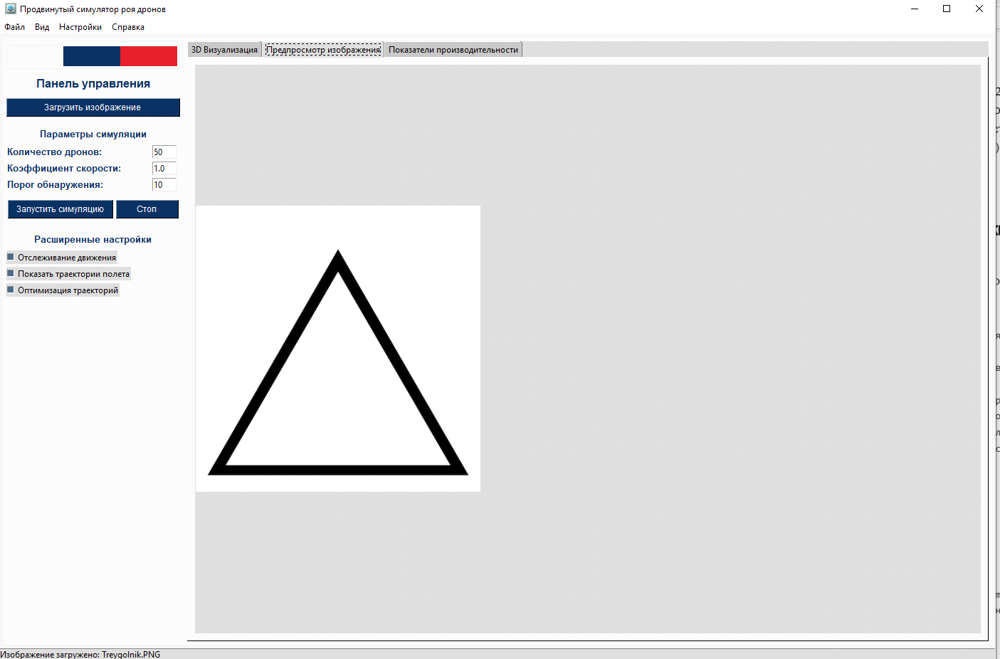 Продвинутый симулятор роя дронов
Файл Вид Настройки Справка
3D Визуализация Предпросмотр изображения Показатели производительности
Панель управления
Загрузить изображение
Параметры симуляции
Количество дронов: 50
Коэффициент скорости: 1.0
Порог обнаружения: 10
Запустить симуляцию Стоп
Расширенные настройки
Отслеживание движения
Показать траектории полета
Оптимизация траекторий
Изображение загружено: Treygolnik.PNG